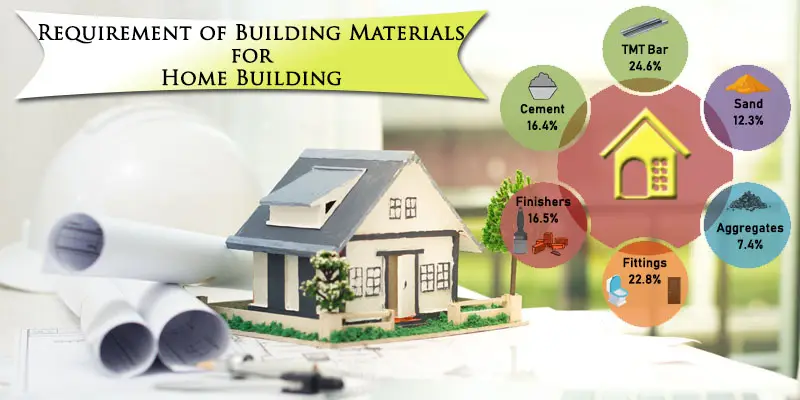 Requirement of Building Materials
for
Home Building
TMT Bar
24.6%
Cement
16.4%
Sand
12.3%
Finishers
16.5%
Aggregates
7.4%
Fittings
22.8%